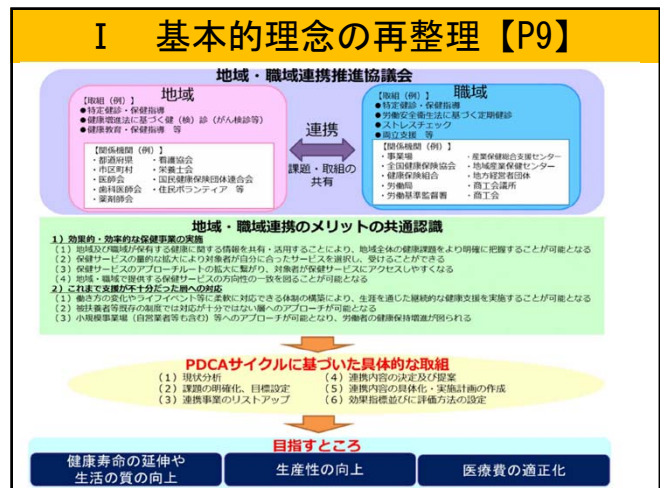 Ⅰ 基本的理念の再整理【P9】
地域・職域連携推進協議会
地域
【取組（例）】
●特定健診・保健指導
●健康増進法に基づく健（検）診（がん検診等）
●健康教育・保健指導 等
【関係機関（例）】
・都道府県 ・看護協会
・市区町村 ・栄養士会
・医師会 ・国民健康保険団体連合会
・歯科医師会 ・住民ボランティア 等
・薬剤師会
連携
課題・取組の
共有
職域
【取組（例）】
●特定健診・保健指導
●労働安全衛生法に基づく定期健診
●ストレスチェック
●両立支援 等
【関係機関（例）】
・事業場 ・産業保健総合支援センター
・全国健康保険協会 ・地域産業保健センター
・健康保険組合 ・地方経営者団体
・労働局 ・商工会議所
・労働基準監督署 ・商工会
地域・職域連携のメリットの共通認識
１）効果的・効率的な保健事業の実施
（１）地域及び職域が保有する健康に関する情報を共有・活用することにより、地域全体の健康課題をより明確に把握することが可能となる
（２）保健サービスの量的な拡大により対象者が自分に合ったサービスを選択し、受けることができる
（３）保健サービスのアプローチルートの拡大に繋がり、対象者が保健サービスにアクセスしやすくなる
（４）地域・職域で提供する保健サービスの方向性の一致を図ることが可能となる
２）これまで支援が不十分だった層への対応
（１）働き方の変化やライフイベント等に柔軟に対応できる体制の構築により、生涯を通じた継続的な健康支援を実施することが可能となる
（２）被扶養者等既存の制度では対応が十分ではない層へのアプローチが可能となる
（３）小規模事業場（自営業者等も含む）等へのアプローチが可能となり、労働者の健康保持増進が図られる
PDCAサイクルに基づいた具体的な取組
（１）現状分析 （４）連携内容の決定及び提案
（２）課題の明確化、目標設定 （５）連携内容の具体化・実施計画の作成
（３）連携事業のリストアップ （６）効果指標並びに評価方法の設定
目指すところ
健康寿命の延伸や
生活の質の向上
生産性の向上
医療費の適正化